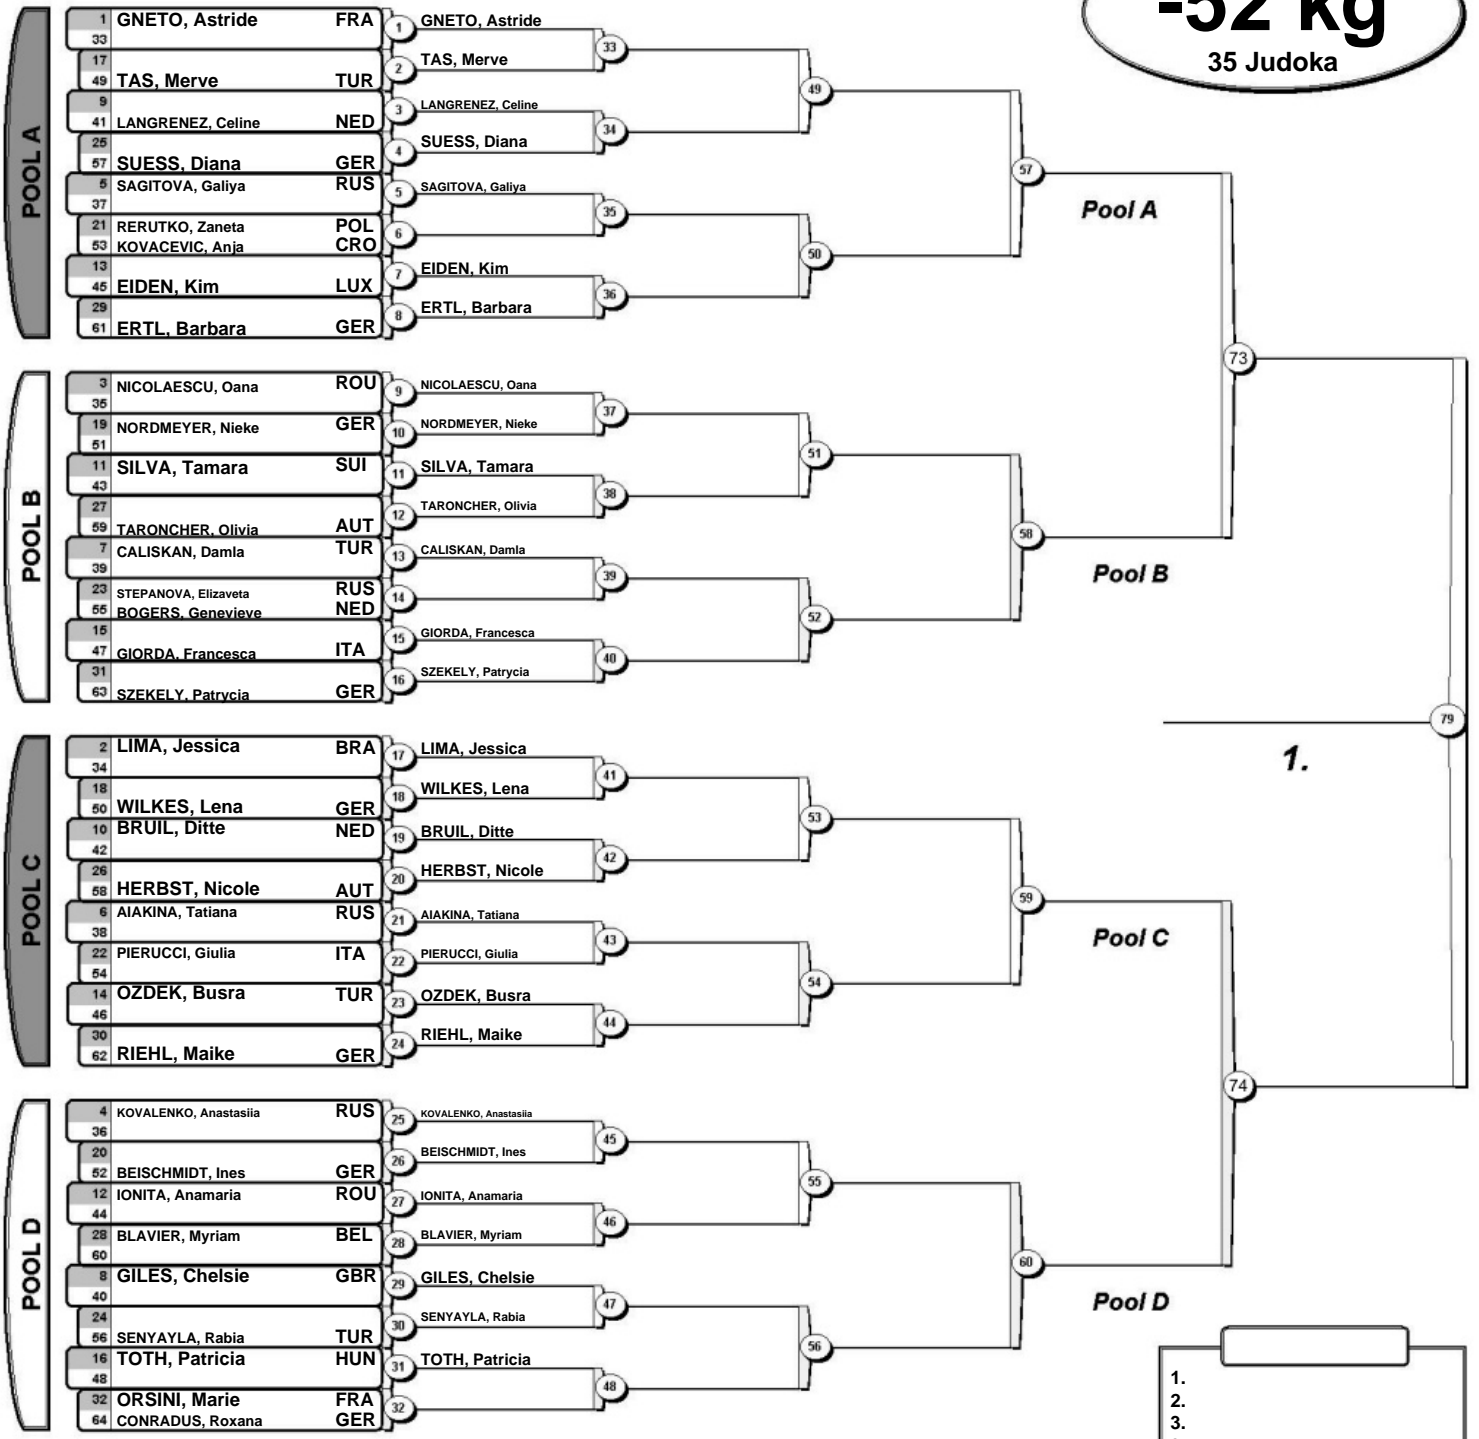 -52 kg
35 Judoka
POOL A
1 GNETO, Astride FRA
33
17
49 TAS, Merve TUR
9
41 LANGRENEZ, Celine NED
25
57 SUESS, Diana GER
5 SAGITOVA, Galiya RUS
37
21 RERUTKO, Zaneta POL
53 KOVACEVIC, Anja CRO
13
45 EIDEN, Kim LUX
29
61 ERTL, Barbara GER
1 GNETO, Astride
2 TAS, Merve
3 LANGRENEZ, Celine
4 SUESS, Diana
5 SAGITOVA, Galiya
6
7 EIDEN, Kim
8 ERTL, Barbara
33
34
35
36
49
50
57
Pool A
POOL B
3 NICOLAESCU, Oana ROU
35
19 NORDMEYER, Nieke GER
51
11 SILVA, Tamara SUI
43
27
59 TARONCHER, Olivia AUT
7 CALISKAN, Damla TUR
39
23 STEPANOVA, Elizaveta RUS
55 BOGERS, Genevieve NED
15
47 GIORDA, Francesca ITA
31
63 SZEKELY, Patrycia GER
9 NICOLAESCU, Oana
10 NORDMEYER, Nieke
11 SILVA, Tamara
12 TARONCHER, Olivia
13 CALISKAN, Damla
14
15 GIORDA, Francesca
16 SZEKELY, Patrycia
37
38
39
40
51
52
58
Pool B
73
POOL C
2 LIMA, Jessica BRA
34
18
50 WILKES, Lena GER
10 BRUIL, Ditte NED
42
26
58 HERBST, Nicole AUT
6 AIAKINA, Tatiana RUS
38
22 PIERUCCI, Giulia ITA
54
14 OZDEK, Busra TUR
46
30
62 RIEHL, Maike GER
17 LIMA, Jessica
18 WILKES, Lena
19 BRUIL, Ditte
20 HERBST, Nicole
21 AIAKINA, Tatiana
22 PIERUCCI, Giulia
23 OZDEK, Busra
24 RIEHL, Maike
41
42
43
44
53
54
59
Pool C
79
1.
POOL D
4 KOVALENKO, Anastasiia RUS
36
20
52 BEISCHMIDT, Ines GER
12 IONITA, Anamaria ROU
44
28 BLAVIER, Myriam BEL
60
8 GILES, Chelsie GBR
40
24
56 SENYAYLA, Rabia TUR
16 TOTH, Patricia HUN
48
32 ORSINI, Marie FRA
64 CONRADUS, Roxana GER
25 KOVALENKO, Anastasiia
26 BEISCHMIDT, Ines
27 IONITA, Anamaria
28 BLAVIER, Myriam
29 GILES, Chelsie
30 SENYAYLA, Rabia
31 TOTH, Patricia
32
45
46
47
48
55
56
60
Pool D
74
1.
2.
3.